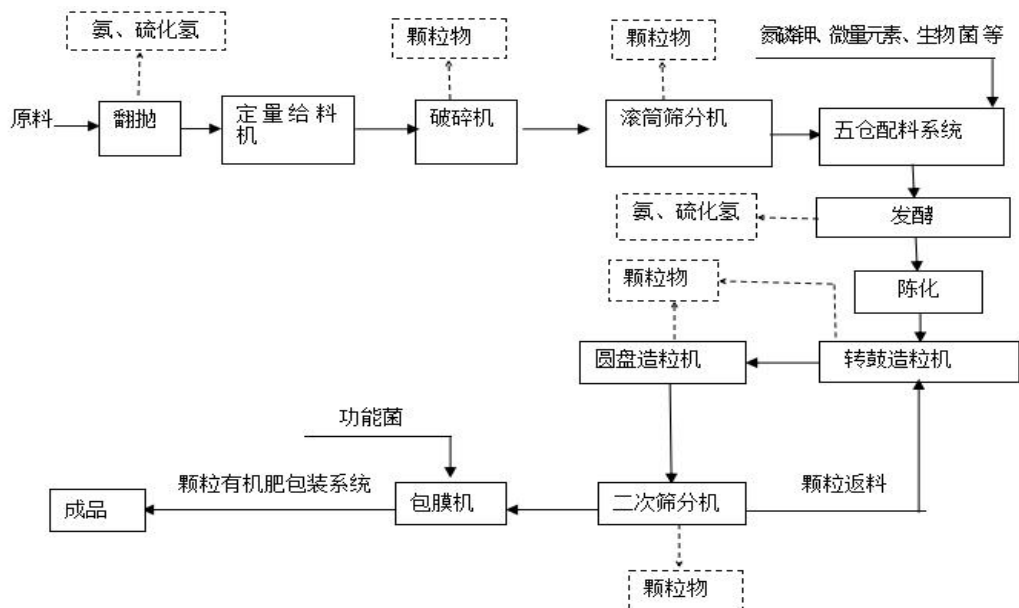 氨、硫化氢
颗粒物
颗粒物
氮磷钾、微量元素、生物菌等
原料
翻抛
定量给料
机
破碎机
滚筒筛分机
五仓配料系统
氨、硫化氢
发酵
颗粒物
陈化
圆盘造粒机
转鼓造粒机
功能菌
颗粒有机肥包装系统
颗粒返料
成品
包膜机
二次筛分机
颗粒物